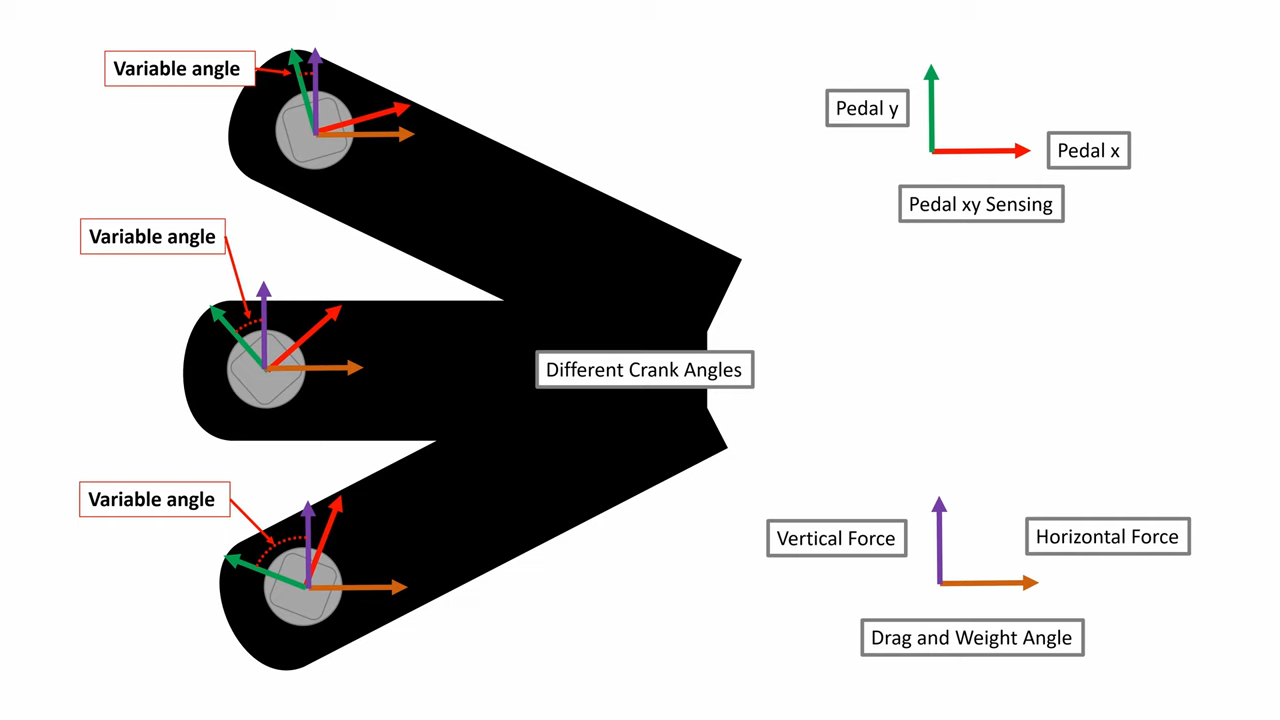 Variable angle
Pedal y
Pedal x
Pedal xy Sensing
Variable angle
Different Crank Angles
Variable angle
Vertical Force
Horizontal Force
Drag and Weight Angle